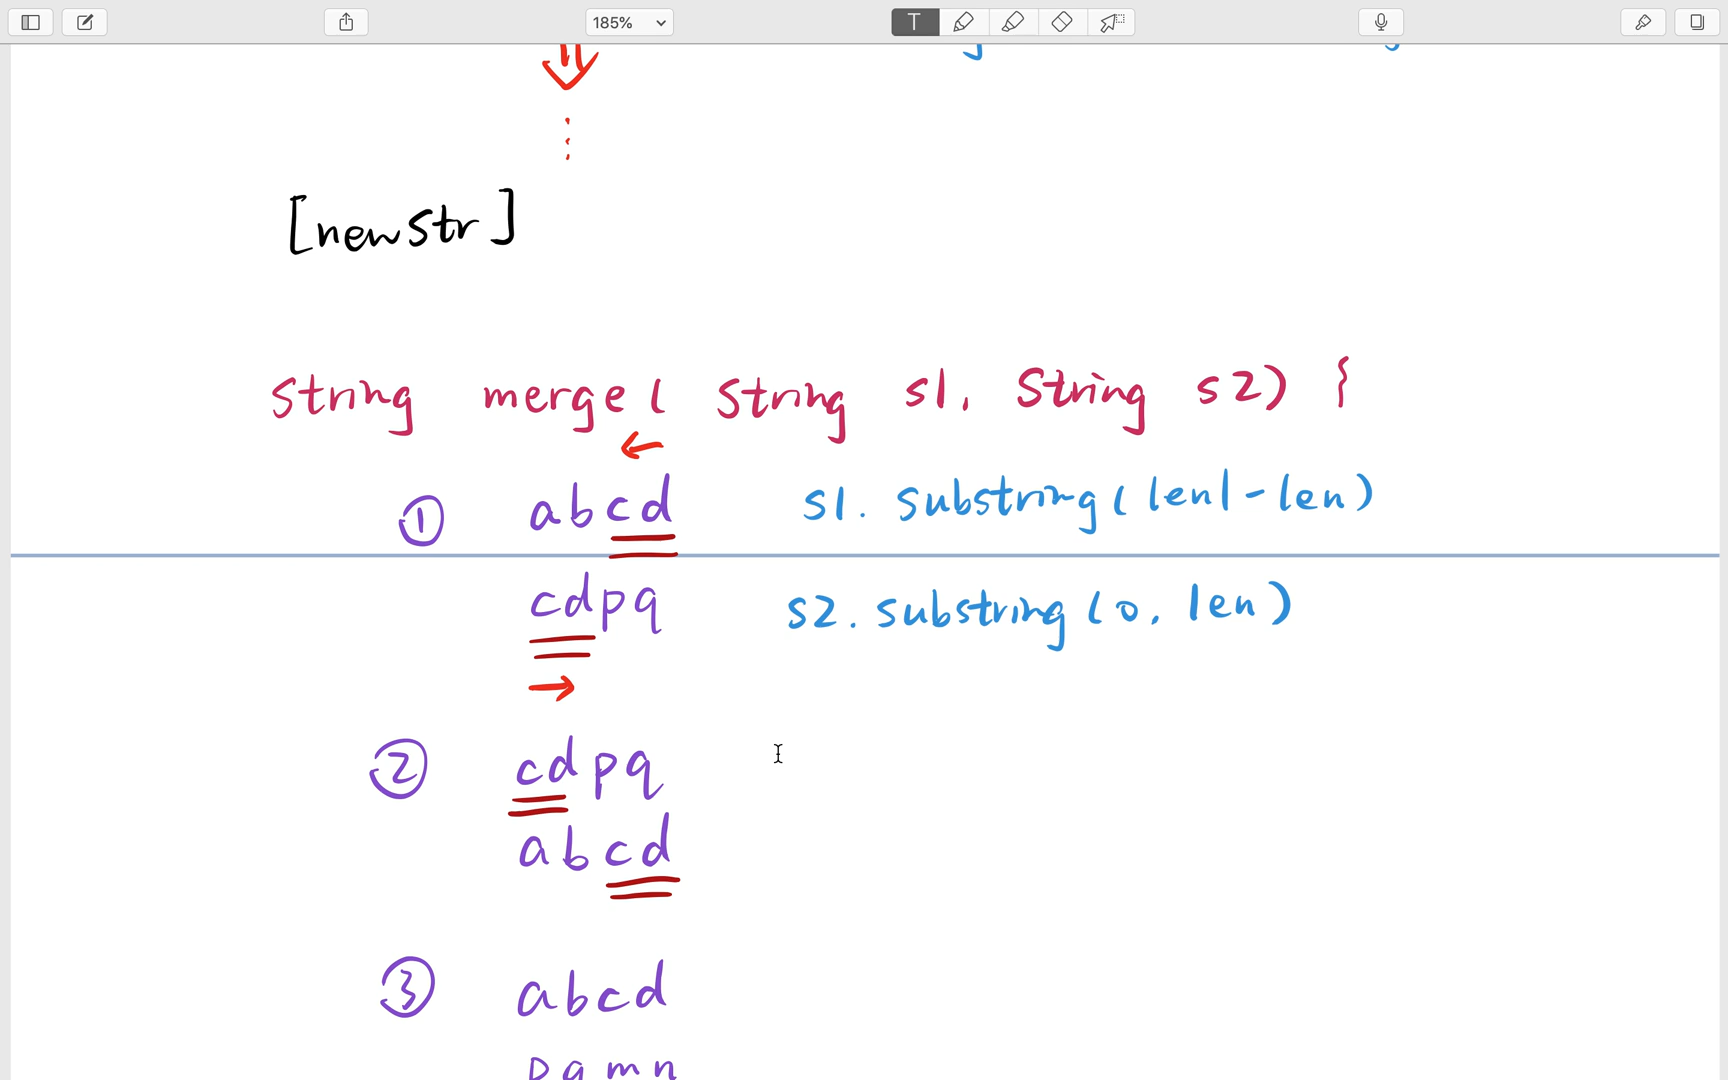 185%
T
[newStr]
String merge( String s1, String s2) {
① abcd s1. substring( len1 - len)
cdpq s2. substring(0, len)
② cdpq
abcd
③ abcd
pqmn